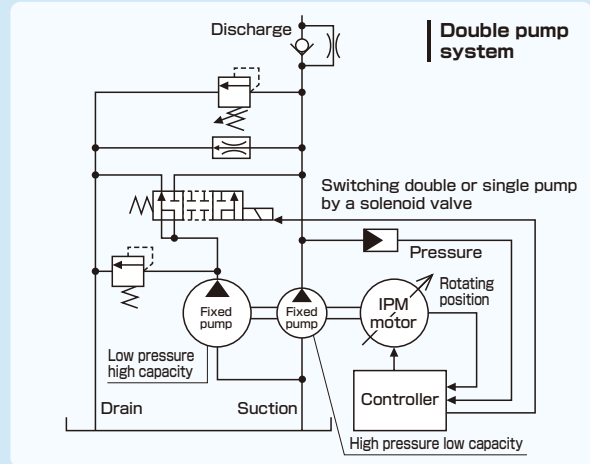 Discharge
Double pump
system
Switching double or single pump
by a solenoid valve
Pressure
Rotating
position
Fixed
pump
Fixed
pump
IPM
motor
Low pressure
high capacity
Controller
Drain
Suction
High pressure low capacity